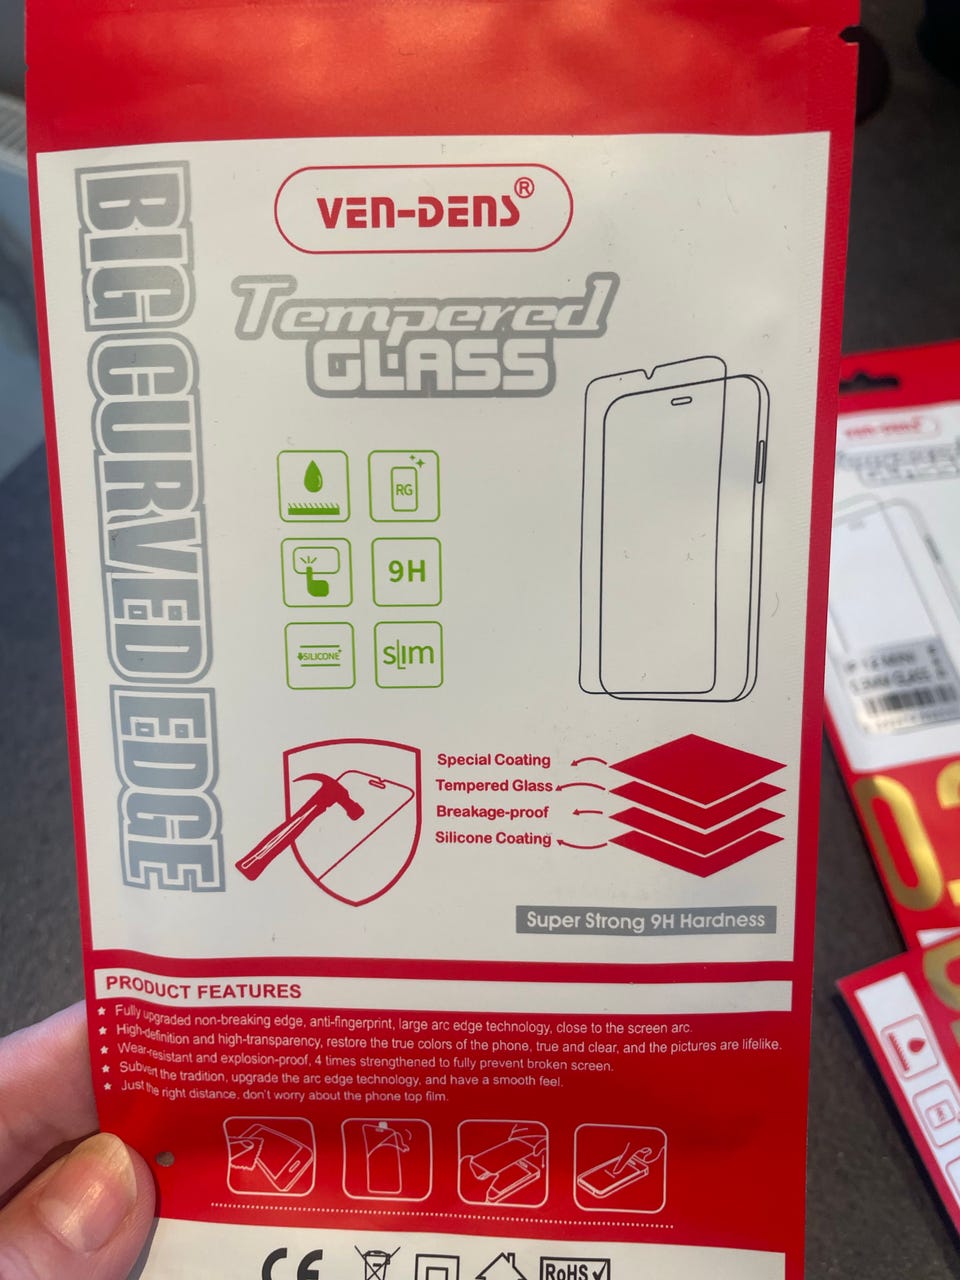 BIG CURVED EDGE
VEN-DENS®
Tempered
GLASS
RG
9H
SILICONE
slim
Special Coating
Tempered Glass
Breakage-proof
Silicone Coating
Super Strong 9H Hardness
PRODUCT FEATURES
★ Fully upgraded non-breaking edge, anti-fingerprint, large arc edge technology, close to the screen arc.
★ High-definition and high-transparency, restore the true colors of the phone, true and clear, and the pictures are lifelike.
★ Wear-resistant and explosion-proof, 4 times strengthened to fully prevent broken screen.
★ Subvert the tradition, upgrade the arc edge technology, and have a smooth feel.
★ Just the right distance, don't worry about the phone top film.
CE
RoHS
VEN-DENS